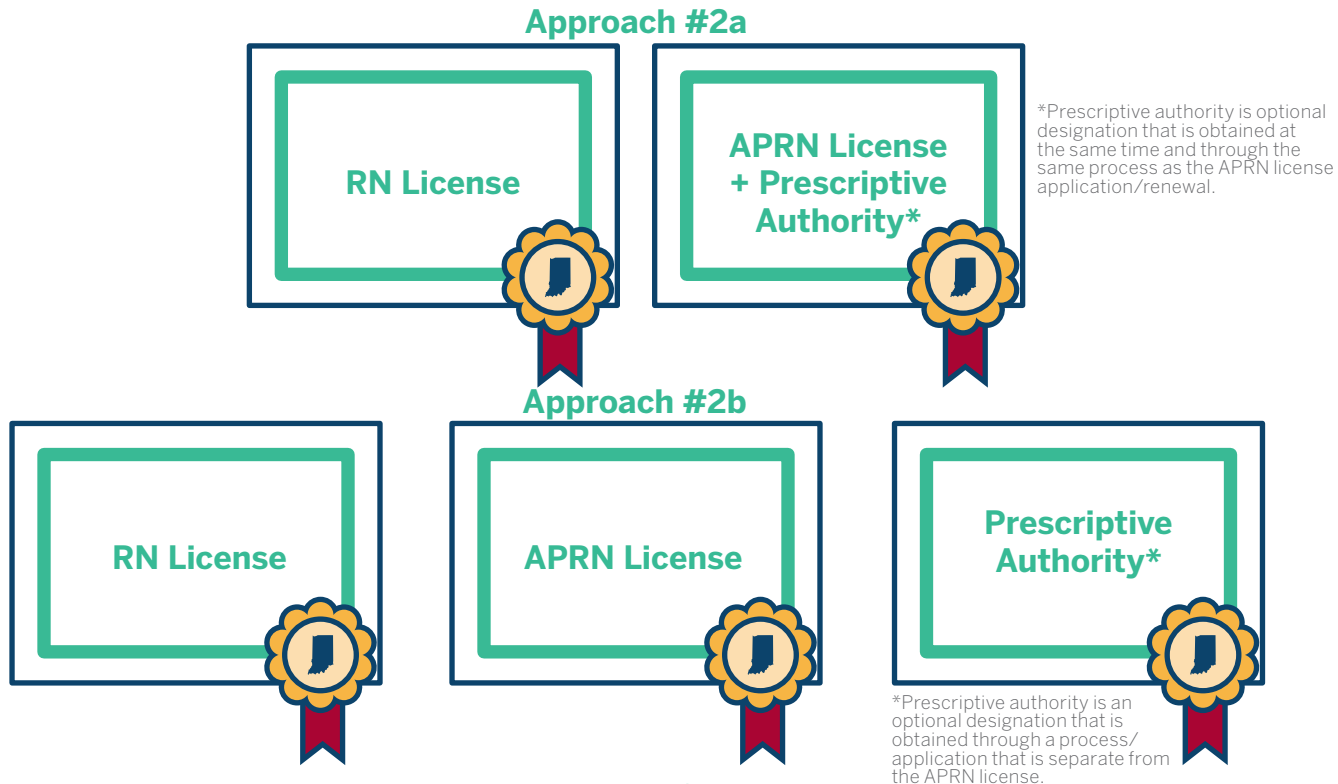 Approach #2a
RN License
APRN License
+ Prescriptive
Authority*
*Prescriptive authority is optional
designation that is obtained at
the same time and through the
same process as the APRN license
application/renewal.
Approach #2b
RN License
APRN License
Prescriptive
Authority*
*Prescriptive authority is an
optional designation that is
obtained through a process/
application that is separate from
the APRN license.